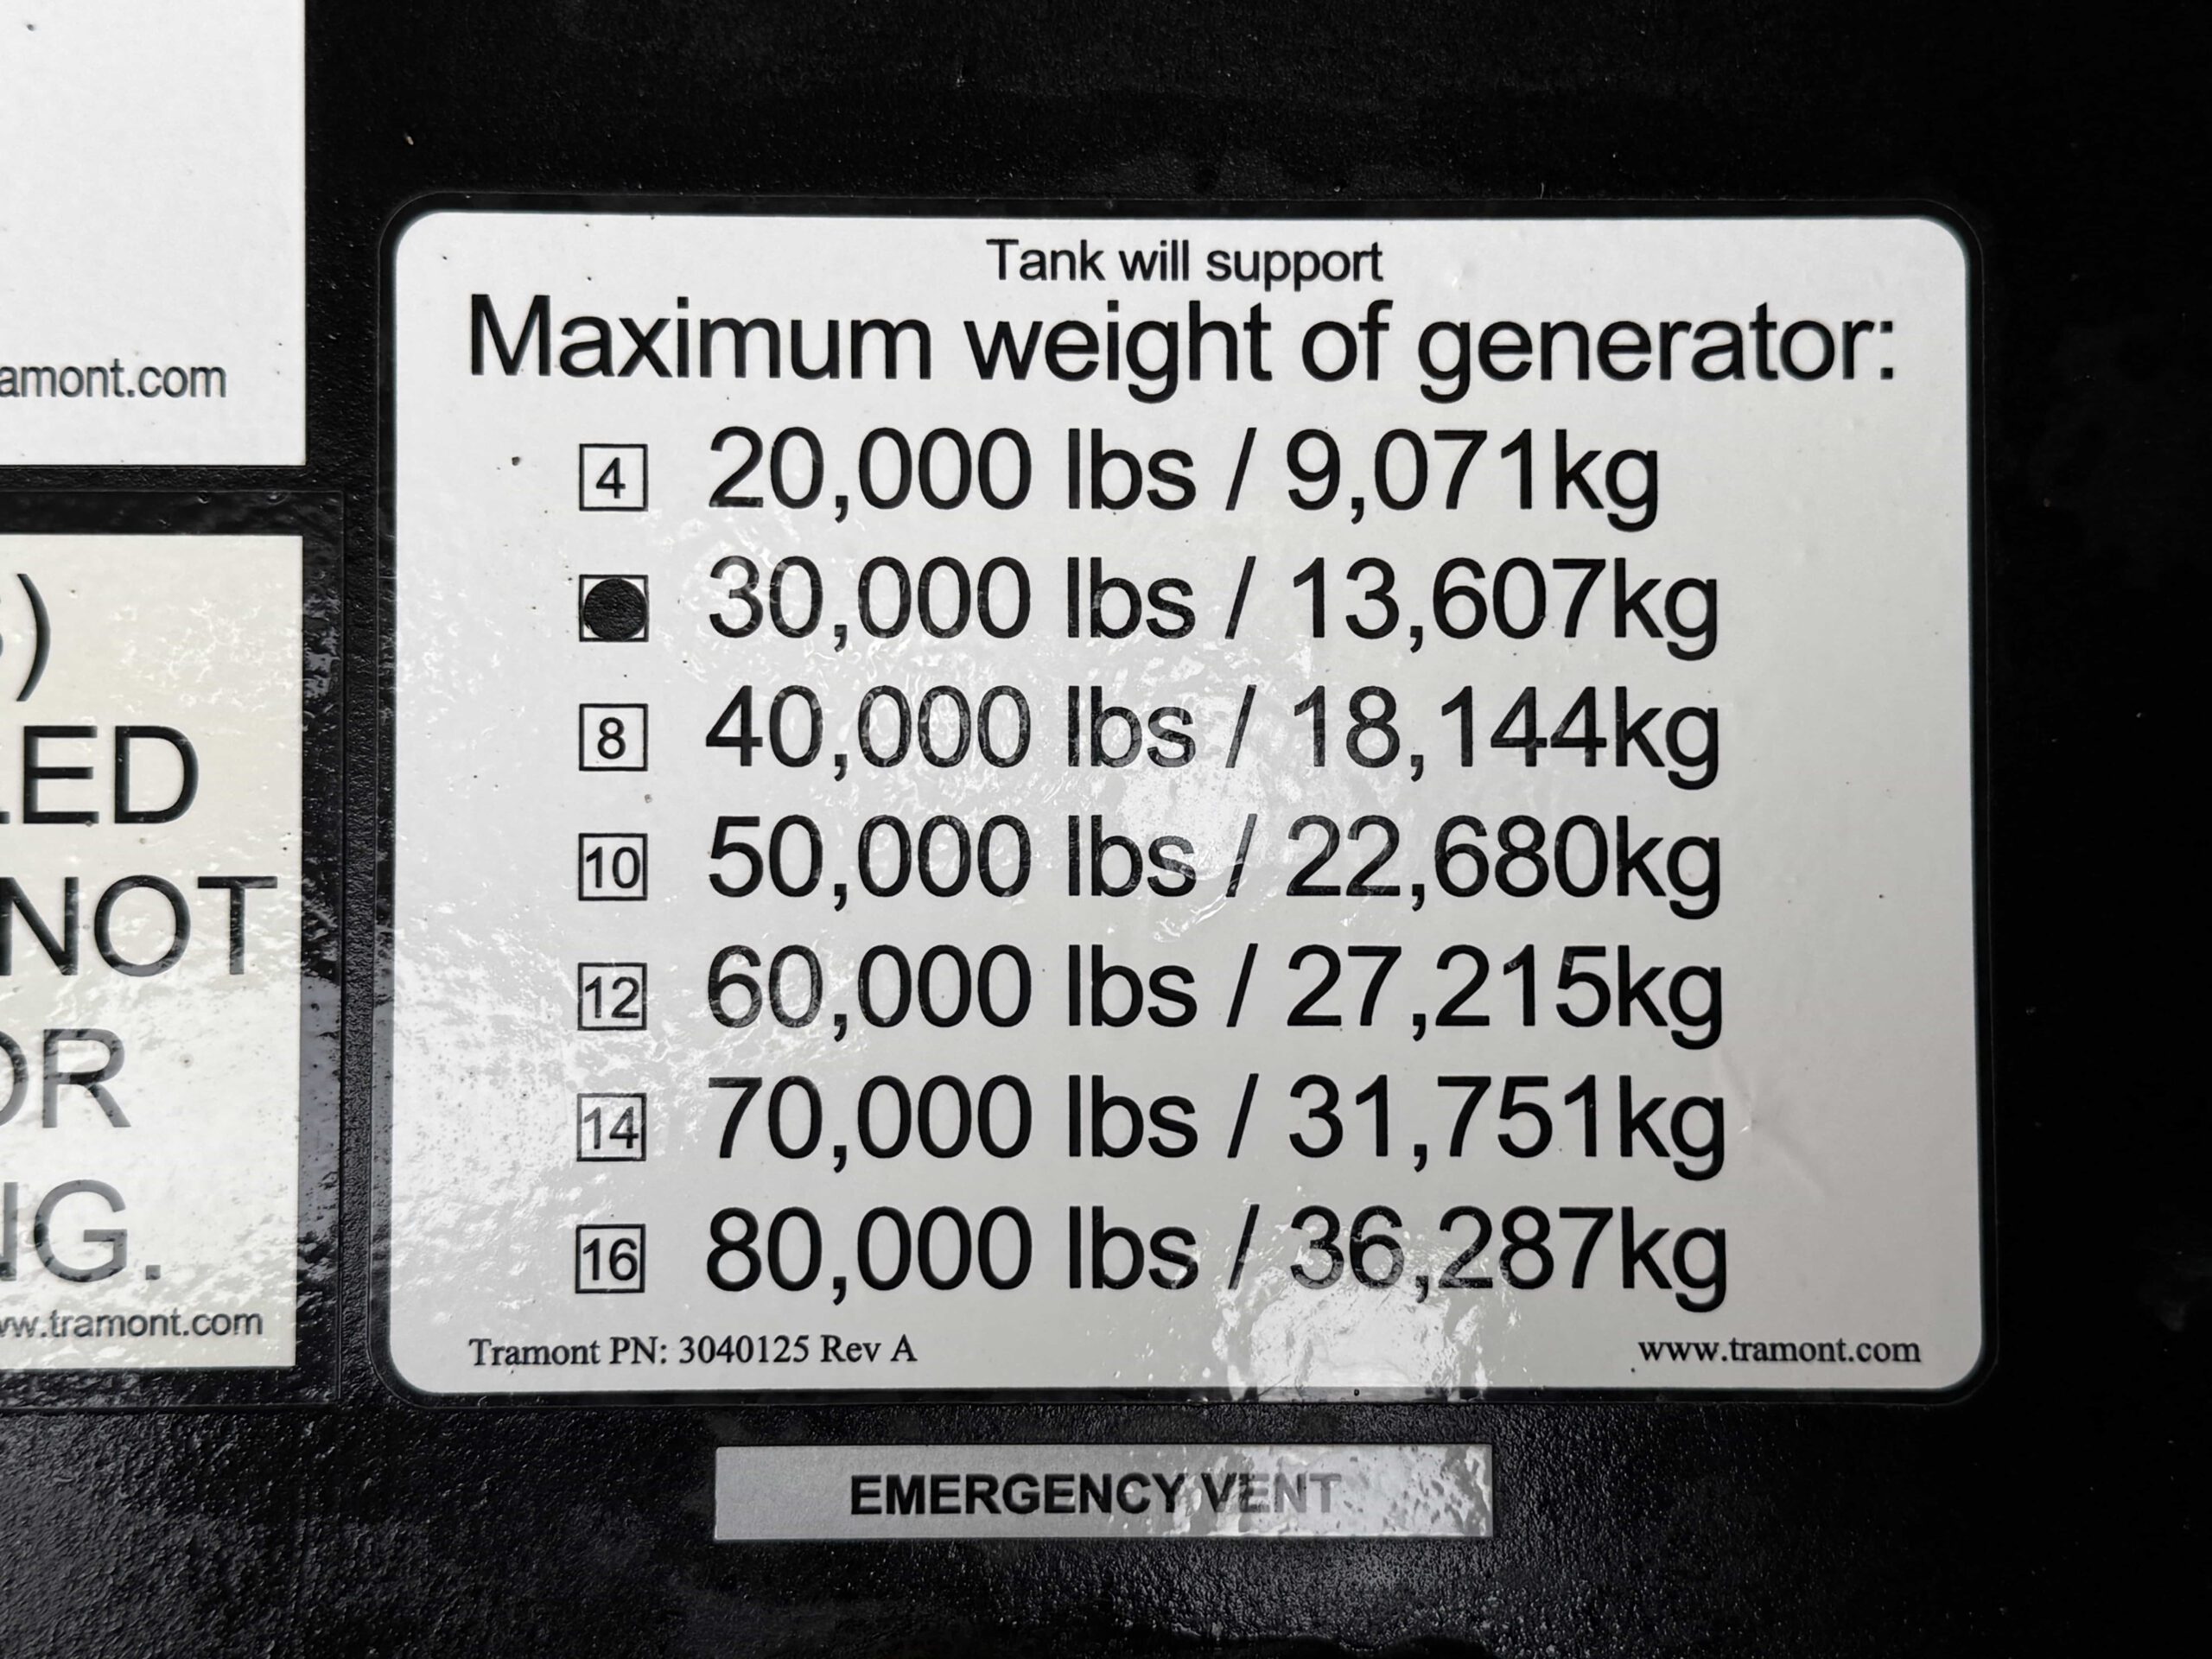 amont.com
)
LED
NOT
OR
NG.
www.tramont.com
Tank will support
Maximum weight of generator:
4 20,000 lbs / 9,071kg
30,000 lbs / 13,607kg
8 40,000 lbs / 18,144kg
10 50,000 lbs / 22,680kg
12 60,000 lbs / 27,215kg
14 70,000 lbs / 31,751kg
16 80,000 lbs / 36,287kg
Tramont PN: 3040125 Rev A
www.tramont.com
EMERGENCY VENT